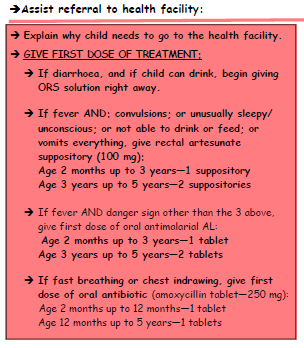 ➔Assist referral to health facility:
➔ Explain why child needs to go to the health facility.
➔ GIVE FIRST DOSE OF TREATMENT:
➔ If diarrhoea, and if child can drink, begin giving
ORS solution right away.
➔ If fever AND; convulsions; or unusually sleepy/
unconscious; or not able to drink or feed; or
vomits everything, give rectal artesunate
suppository (100 mg);
Age 2 months up to 3 years—1 suppository
Age 3 years up to 5 years—2 suppositories
➔ If fever AND danger sign other than the 3 above,
give first dose of oral antimalarial AL:
Age 2 months up to 3 years—1 tablet
Age 3 years up to 5 years—2 tablets
➔ If fast breathing or chest indrawing, give first
dose of oral antibiotic (amoxycillin tablet—250 mg):
Age 2 months up to 12 months—1 tablet
Age 12 months up to 5 years—1 tablets